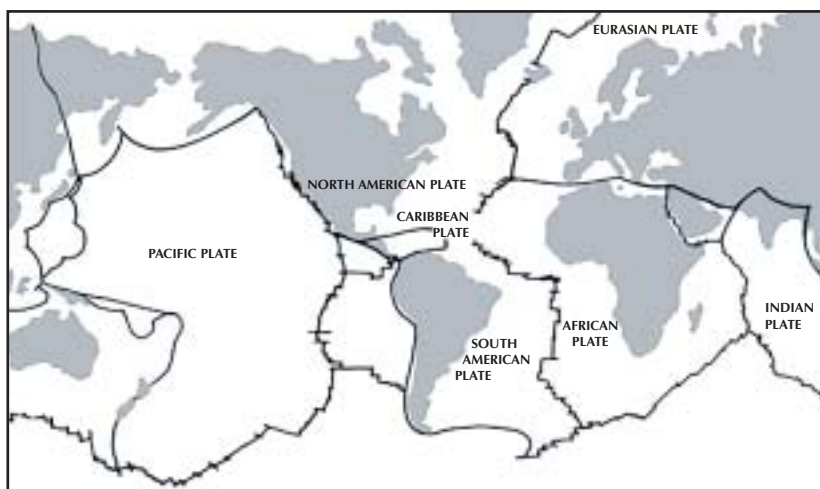 EURASIAN PLATE
NORTH AMERICAN PLATE
CARIBBEAN
PLATE
PACIFIC PLATE
SOUTH
AMERICAN
PLATE
AFRICAN
PLATE
INDIAN
PLATE